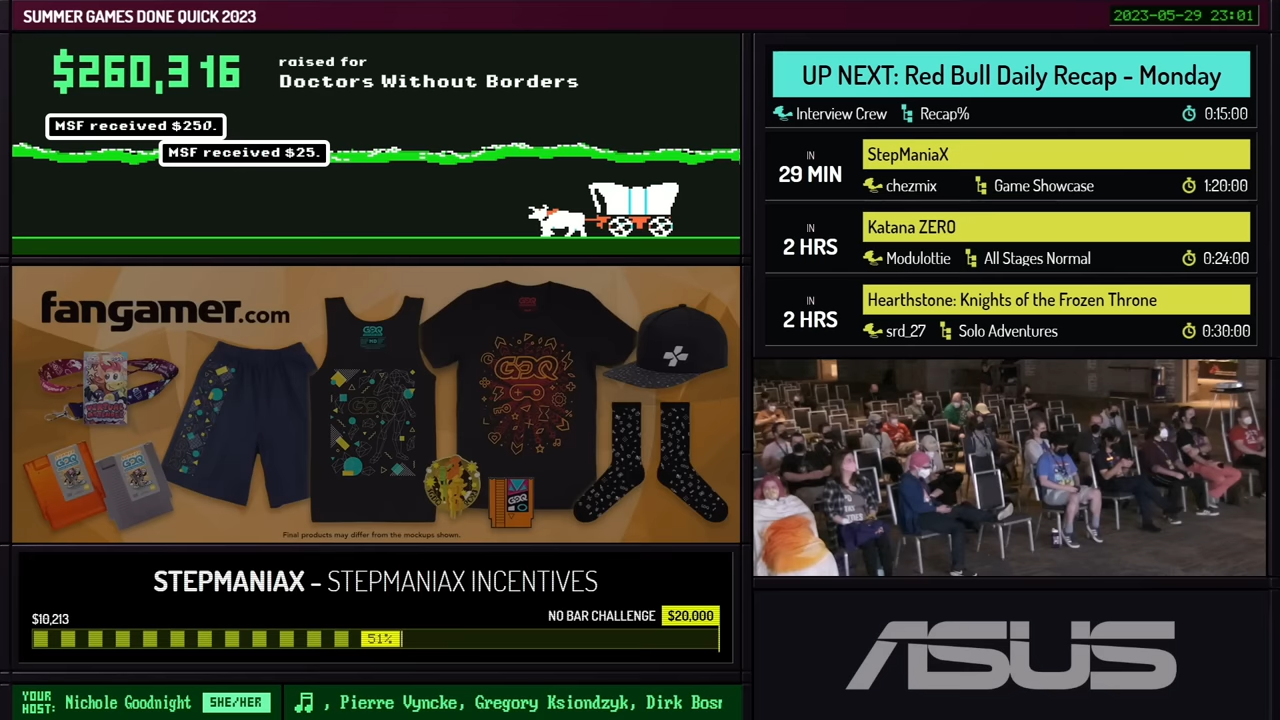 SUMMER GAMES DONE QUICK 2023
2023-05-29 23:01
$260,316
raised for
Doctors Without Borders
MSF received $250.
MSF received $25.
UP NEXT: Red Bull Daily Recap - Monday
Interview Crew Recap% 0:15:00
IN
29 MIN
StepManiaX
chezmix Game Showcase 1:20:00
IN
2 HRS
Katana ZERO
Modulottie All Stages Normal 0:24:00
IN
2 HRS
Hearthstone: Knights of the Frozen Throne
srd_27 Solo Adventures 0:30:00
fangamer.com
GDQ
GDQ
GDQ
Final products may differ from the mockups shown.
STEPMANIAX – STEPMANIAX INCENTIVES
$10,213
NO BAR CHALLENGE $20,000
51%
YOUR HOST: Nichole Goodnight SHE/HER
, Pierre Vyncke, Gregory Ksiondzyk, Dirk Bosm
ASUS